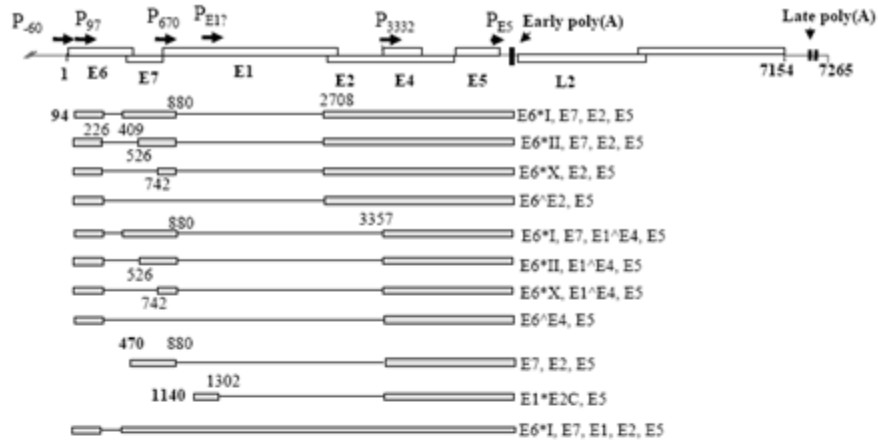 P-60 P97 P670 PE1? P3332 PE5 Early poly(A) Late poly(A)
1 E6 E7 E1 E2 E4 E5 L2 7154 7265
94 880 2708 E6*I, E7, E2, E5
226 409 E6*II, E7, E2, E5
526
E6*X, E2, E5
742
E6^E2, E5
880 3357 E6*I, E7, E1^E4, E5
E6*II, E1^E4, E5
526
E6*X, E1^E4, E5
742
E6^E4, E5
470 880
E7, E2, E5
1302
1140 E1*E2C, E5
E6*I, E7, E1, E2, E5